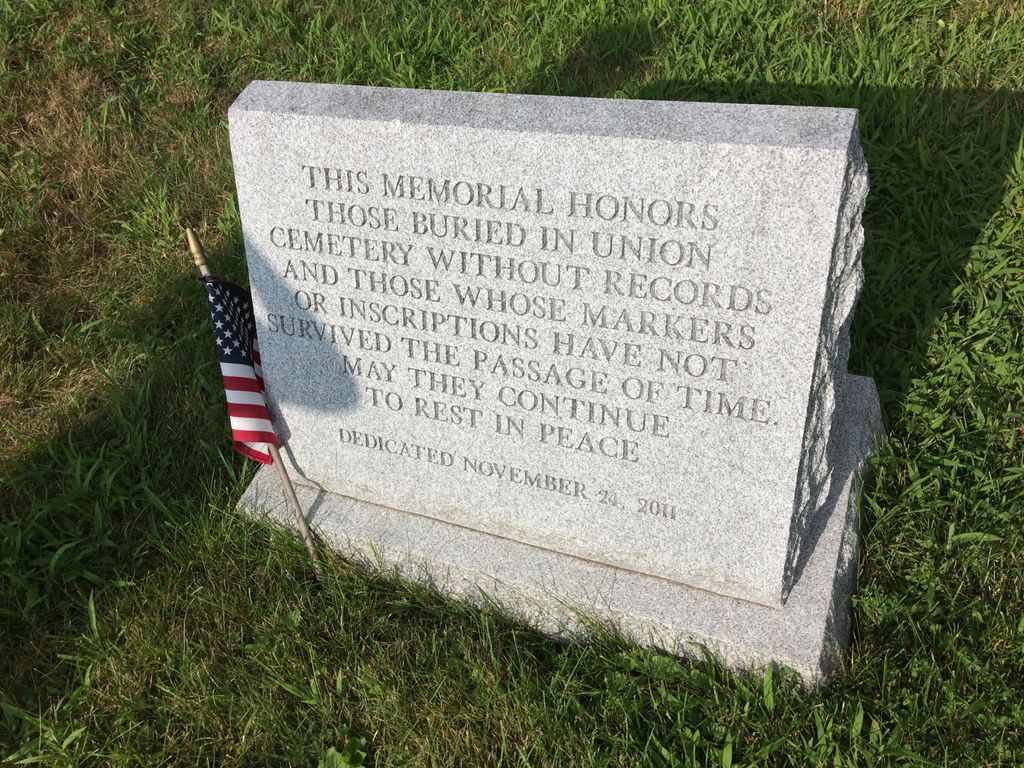 THIS MEMORIAL HONORS
THOSE BURIED IN UNION
CEMETERY WITHOUT RECORDS
AND THOSE WHOSE MARKERS
OR INSCRIPTIONS HAVE NOT
SURVIVED THE PASSAGE OF TIME.
MAY THEY CONTINUE
TO REST IN PEACE
DEDICATED NOVEMBER 24, 2011